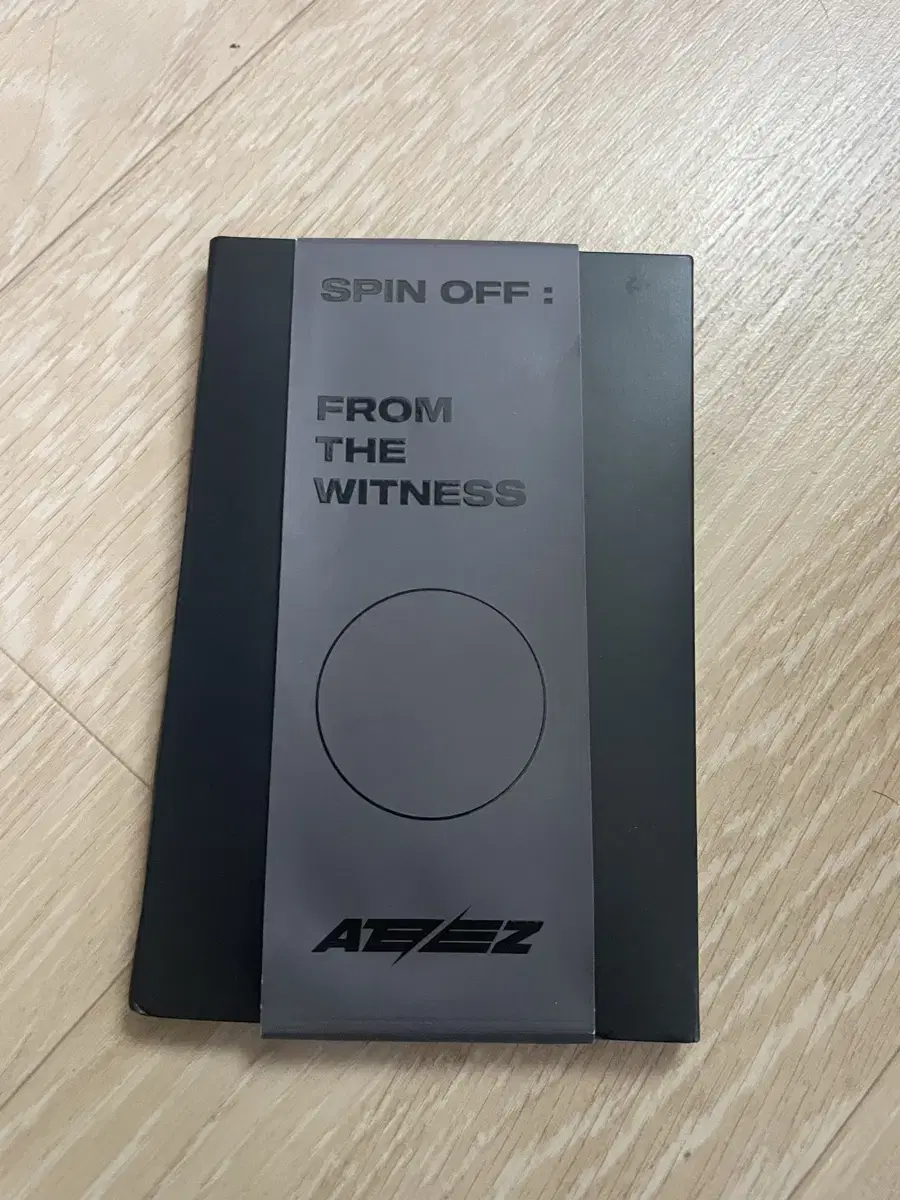 SPIN OFF :
FROM
THE
WITNESS
ATEEZ